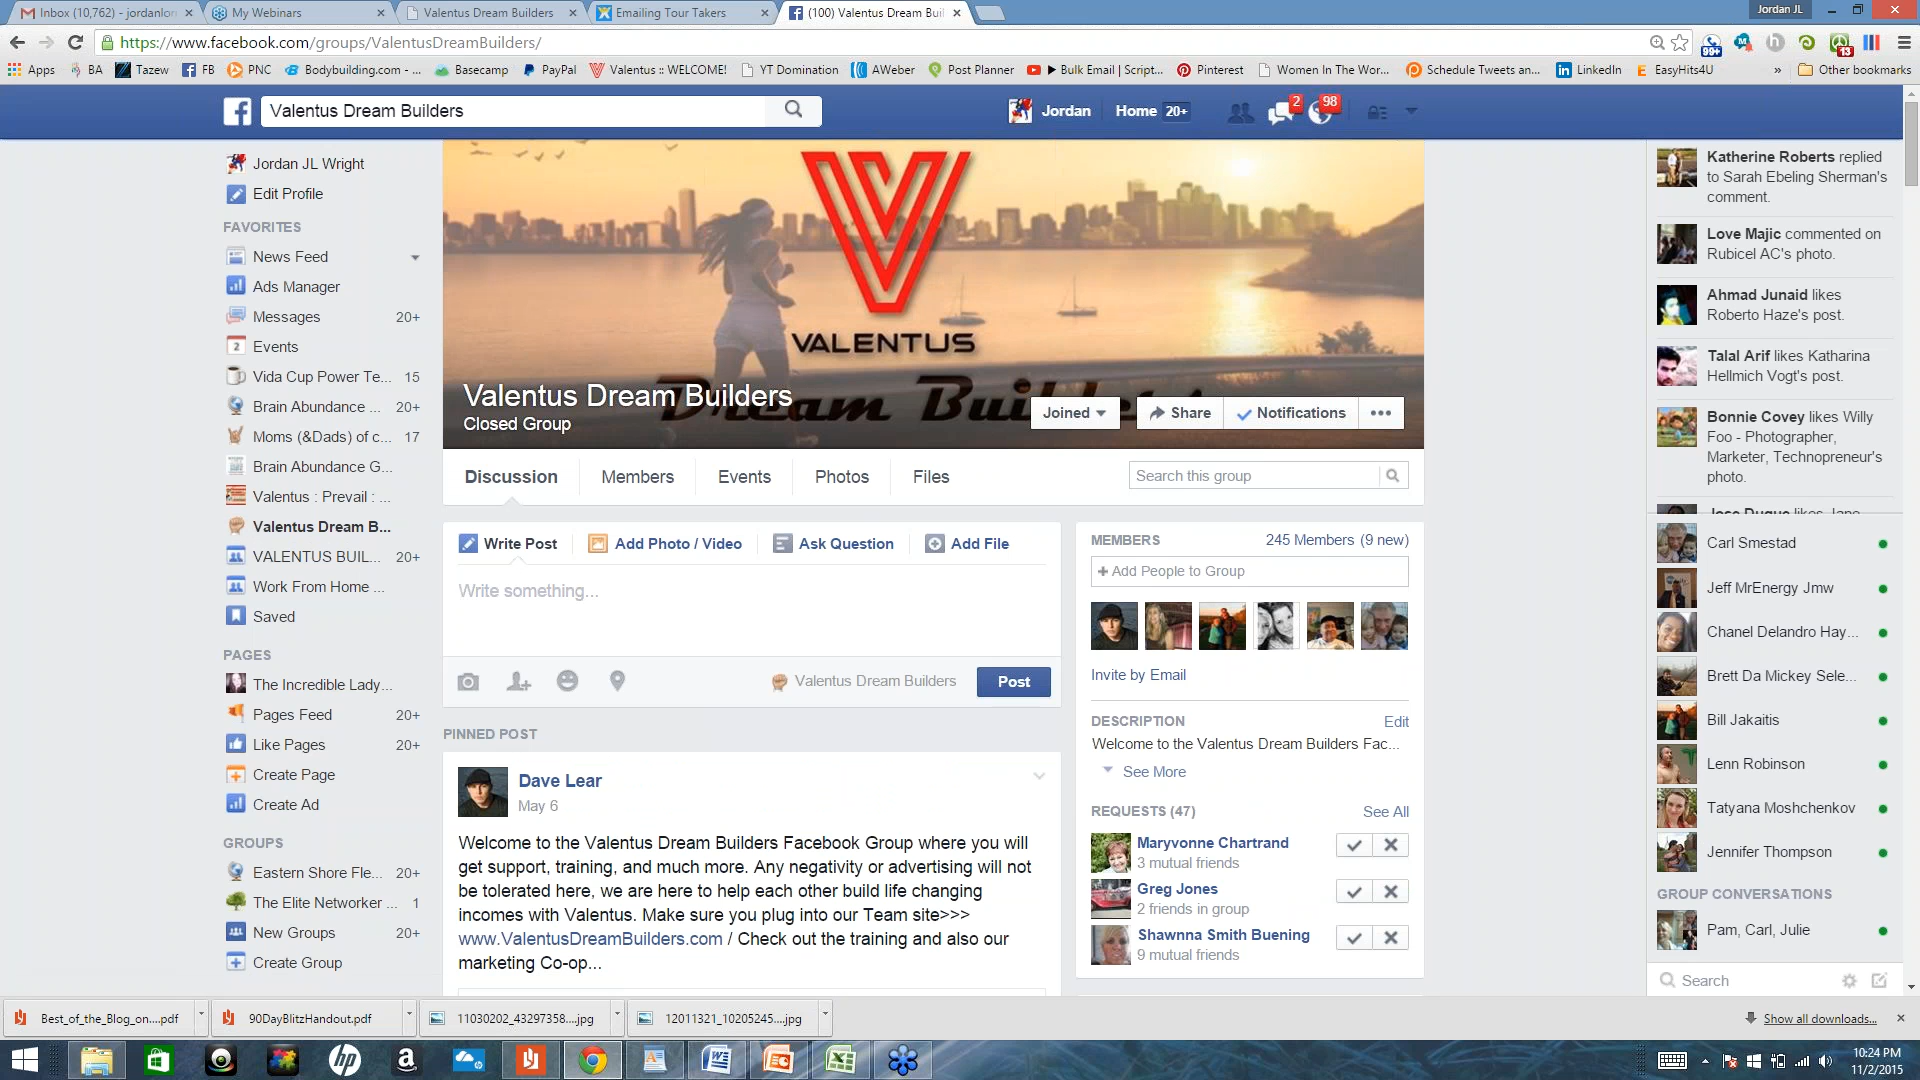 Inbox (10,762) - jordanlor
My Webinars
Valentus Dream Builders
Emailing Tour Takers
(100) Valentus Dream Buil
Jordan JL
https://www.facebook.com/groups/ValentusDreamBuilders/
99+
13
Apps
BA
Tazew
FB
PNC
Bodybuilding.com - ...
Basecamp
PayPal
Valentus :: WELCOME!
YT Domination
AWeber
Post Planner
▶ Bulk Email | Script...
Pinterest
Women In The Wor...
Schedule Tweets an...
LinkedIn
EasyHits4U
»
Other bookmarks
Valentus Dream Builders
Jordan
Home 20+
2
98
Jordan JL Wright
Edit Profile
FAVORITES
News Feed
Ads Manager
Messages 20+
Events
Vida Cup Power Te... 15
Brain Abundance ... 20+
Moms (&Dads) of c... 17
Brain Abundance G...
Valentus : Prevail : ...
Valentus Dream B...
VALENTUS BUIL... 20+
Work From Home ...
Saved
PAGES
The Incredible Lady...
Pages Feed 20+
Like Pages 20+
Create Page
Create Ad
GROUPS
Eastern Shore Fle... 20+
The Elite Networker ... 1
New Groups 20+
Create Group
VALENTUS
Dream Builders
Valentus Dream Builders
Closed Group
Joined
Share
Notifications
•••
Discussion
Members
Events
Photos
Files
Search this group
Write Post
Add Photo / Video
Ask Question
Add File
Write something...
Valentus Dream Builders
Post
PINNED POST
Dave Lear
May 6
Welcome to the Valentus Dream Builders Facebook Group where you will
get support, training, and much more. Any negativity or advertising will not
be tolerated here, we are here to help each other build life changing
incomes with Valentus. Make sure you plug into our Team site>>>
www.ValentusDreamBuilders.com / Check out the training and also our
marketing Co-op...
MEMBERS
245 Members (9 new)
+ Add People to Group
Invite by Email
DESCRIPTION
Edit
Welcome to the Valentus Dream Builders Fac...
See More
REQUESTS (47)
See All
Maryvonne Chartrand
3 mutual friends
Greg Jones
2 friends in group
Shawnna Smith Buening
9 mutual friends
Katherine Roberts replied
to Sarah Ebeling Sherman's
comment.
Love Majic commented on
Rubicel AC's photo.
Ahmad Junaid likes
Roberto Haze's post.
Talal Arif likes Katharina
Hellmich Vogt's post.
Bonnie Covey likes Willy
Foo - Photographer,
Marketer, Technopreneur's
photo.
Jose Duque likes Jane
Carl Smestad
Jeff MrEnergy Jmw
Chanel Delandro Hay...
Brett Da Mickey Sele...
Bill Jakaitis
Lenn Robinson
Tatyana Moshchenkov
Jennifer Thompson
GROUP CONVERSATIONS
Pam, Carl, Julie
Search
Best_of_the_Blog_on....pdf
90DayBlitzHandout.pdf
11030202_43297358....jpg
12011321_10205245....jpg
Show all downloads...
10:24 PM
11/2/2015